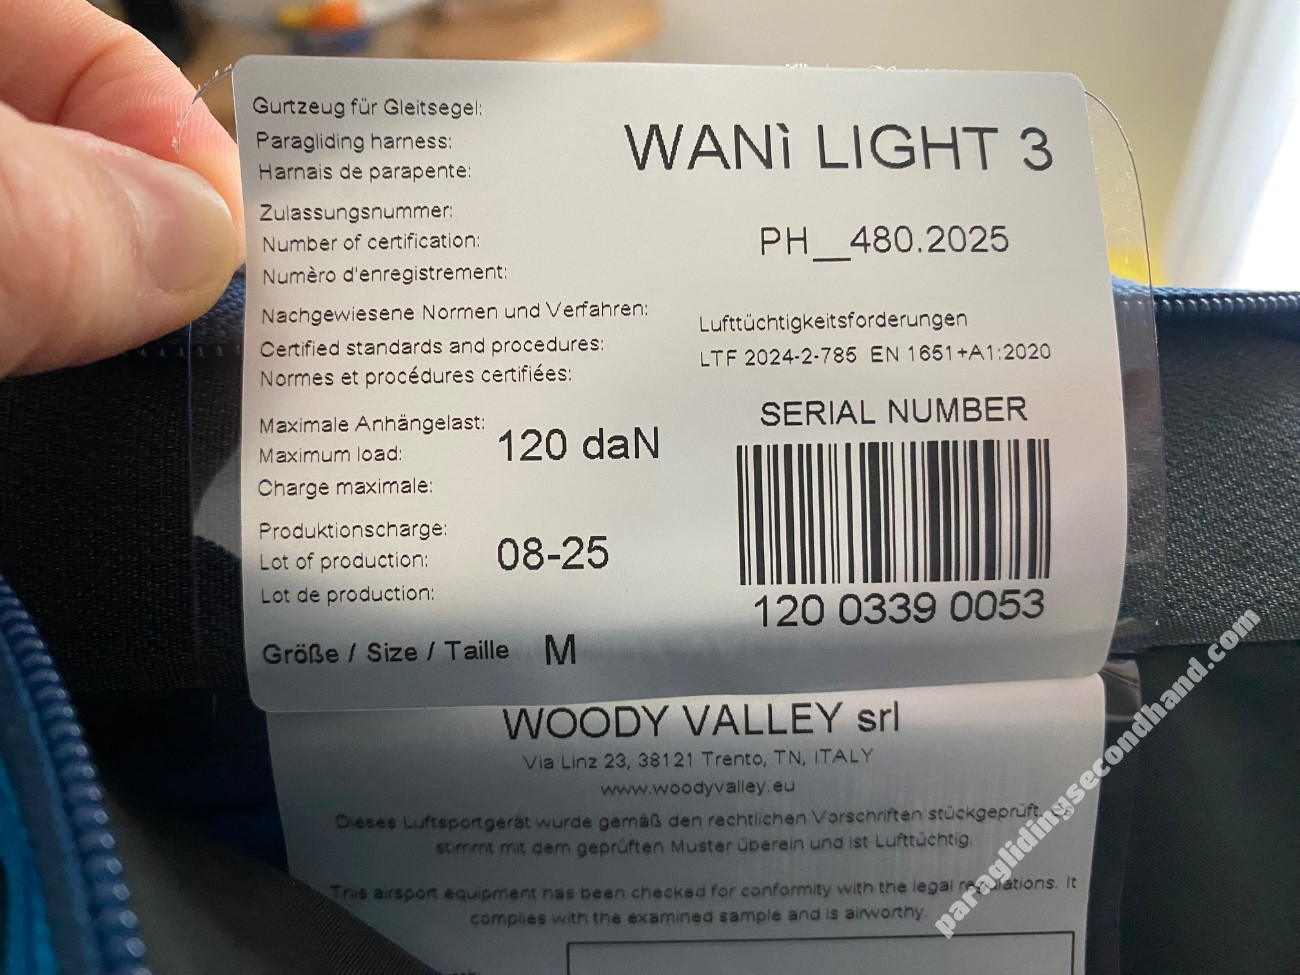 Gurtzeug für Gleitsegel:
Paragliding harness:
Harnais de parapente:
WANì LIGHT 3
Zulassungsnummer:
Number of certification:
Numèro d'enregistrement:
PH__480.2025
Nachgewiesene Normen und Verfahren:
Certified standards and procedures:
Normes et procédures certifiées:
Lufttüchtigkeitsforderungen
LTF 2024-2-785 EN 1651+A1:2020
Maximale Anhängelast:
Maximum load:
Charge maximale:
120 daN
Produktionscharge:
Lot of production:
Lot de production:
08-25
Größe / Size / Taille M
SERIAL NUMBER
120 0339 0053
WOODY VALLEY srl
Via Linz 23, 38121 Trento, TN, ITALY
www.woodyvalley.eu
Dieses Luftsportgerät wurde gemäß den rechtlichen Vorschriften stückgeprüft.
stimmt mit dem geprüften Muster überein und ist Lufttüchtig.
This airsport equipment has been checked for conformity with the legal regulations. It
complies with the examined sample and is airworthy.
paraglidingsecondhand.com